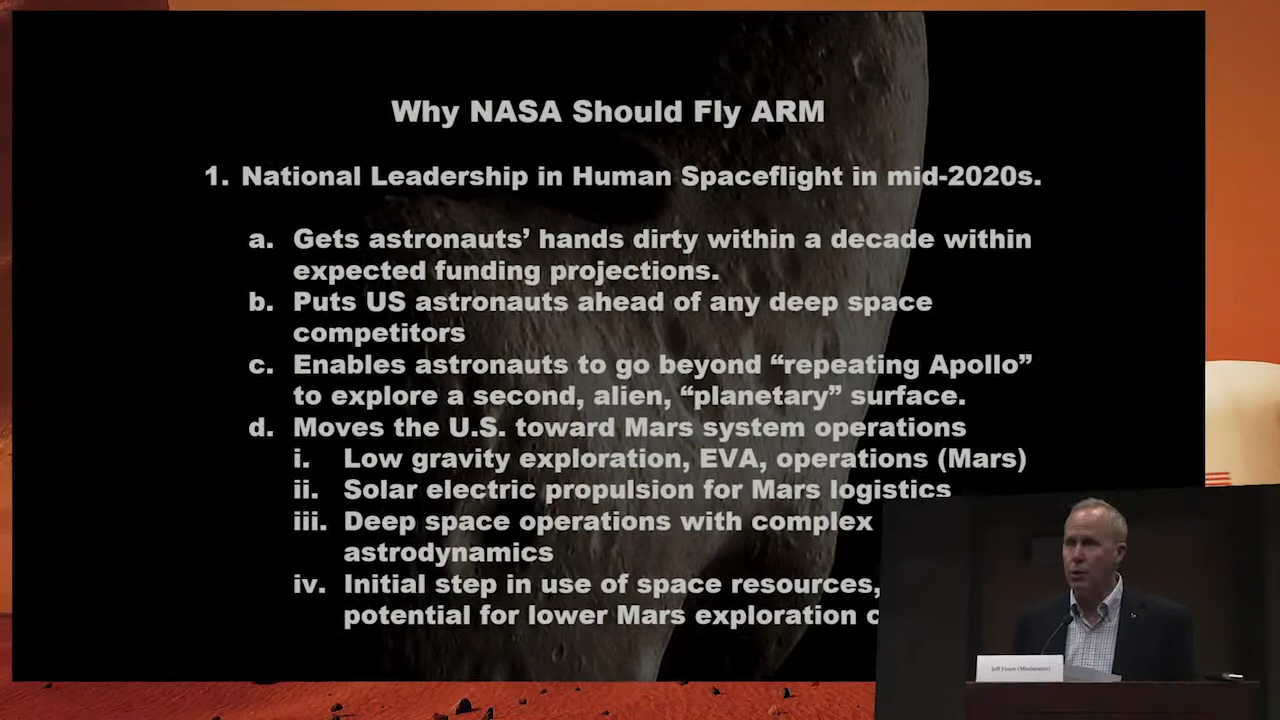 Why NASA Should Fly ARM
1. National Leadership in Human Spaceflight in mid-2020s.
a. Gets astronauts’ hands dirty within a decade within
expected funding projections.
b. Puts US astronauts ahead of any deep space
competitors
c. Enables astronauts to go beyond “repeating Apollo”
to explore a second, alien, “planetary” surface.
d. Moves the U.S. toward Mars system operations
i. Low gravity exploration, EVA, operations (Mars)
ii. Solar electric propulsion for Mars logistics
iii. Deep space operations with complex
astrodynamics
iv. Initial step in use of space resources,
potential for lower Mars exploration c
Jeff Foust (Moderator)